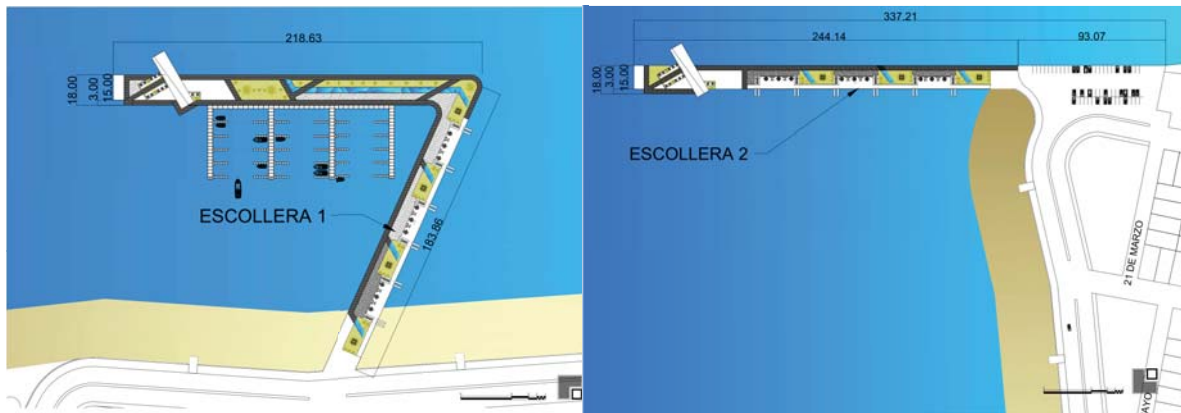 218.63
18.00
3.00
15.00
ESCOLLERA 1
183.86
337.21
244.14
93.07
18.00
3.00
15.00
ESCOLLERA 2
21 DE MARZO
AYO